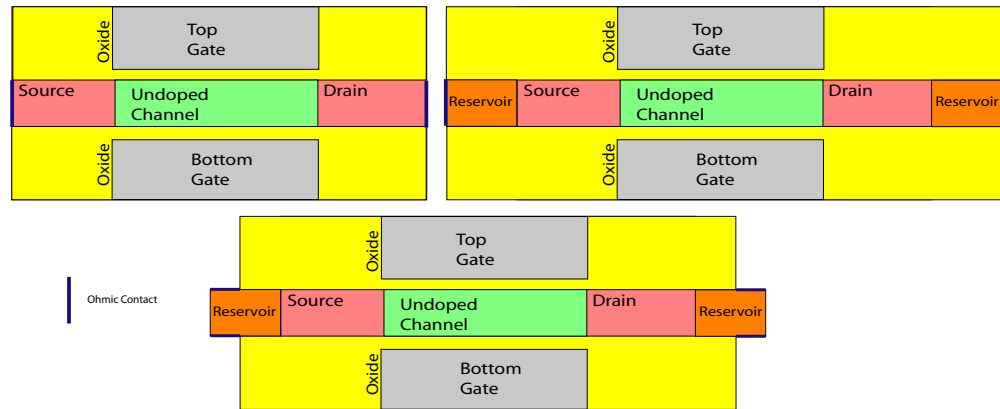 Oxide
Top
Gate
Source
Undoped
Channel
Drain
Oxide
Bottom
Gate
Oxide
Top
Gate
Reservoir
Source
Undoped
Channel
Drain
Reservoir
Oxide
Bottom
Gate
Oxide
Top
Gate
Ohmic Contact
Reservoir
Source
Undoped
Channel
Drain
Reservoir
Oxide
Bottom
Gate